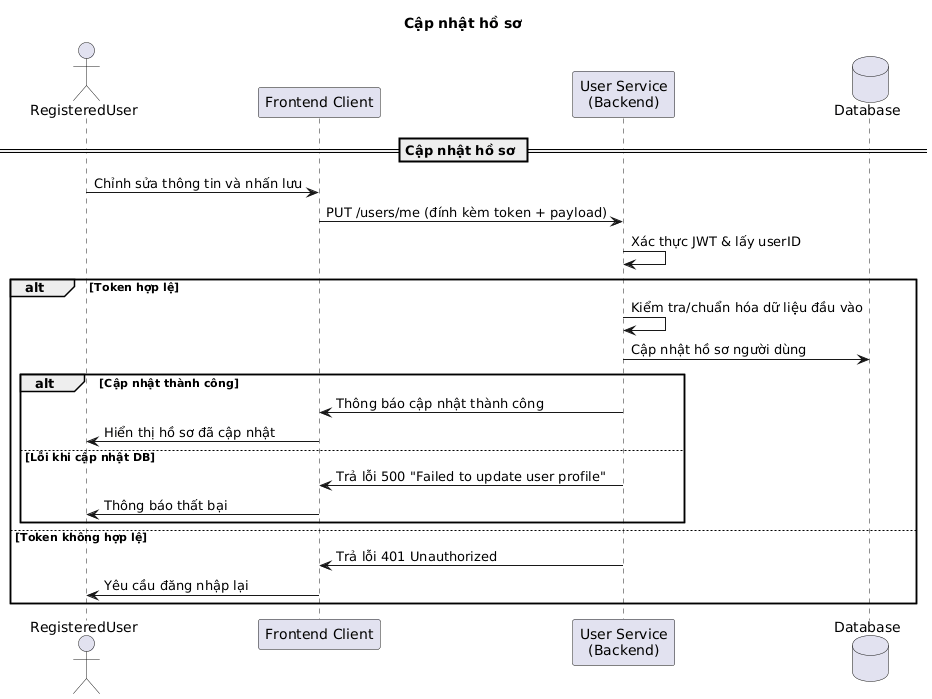 Cập nhật hồ sơ
RegisteredUser
Frontend Client
User Service
(Backend)
Database
Cập nhật hồ sơ
Chỉnh sửa thông tin và nhấn lưu
PUT /users/me (đính kèm token + payload)
Xác thực JWT & lấy userID
alt
[Token hợp lệ]
Kiểm tra/chuẩn hóa dữ liệu đầu vào
Cập nhật hồ sơ người dùng
alt
[Cập nhật thành công]
Thông báo cập nhật thành công
Hiển thị hồ sơ đã cập nhật
[Lỗi khi cập nhật DB]
Trả lỗi 500 "Failed to update user profile"
Thông báo thất bại
[Token không hợp lệ]
Trả lỗi 401 Unauthorized
Yêu cầu đăng nhập lại
RegisteredUser
Frontend Client
User Service
(Backend)
Database